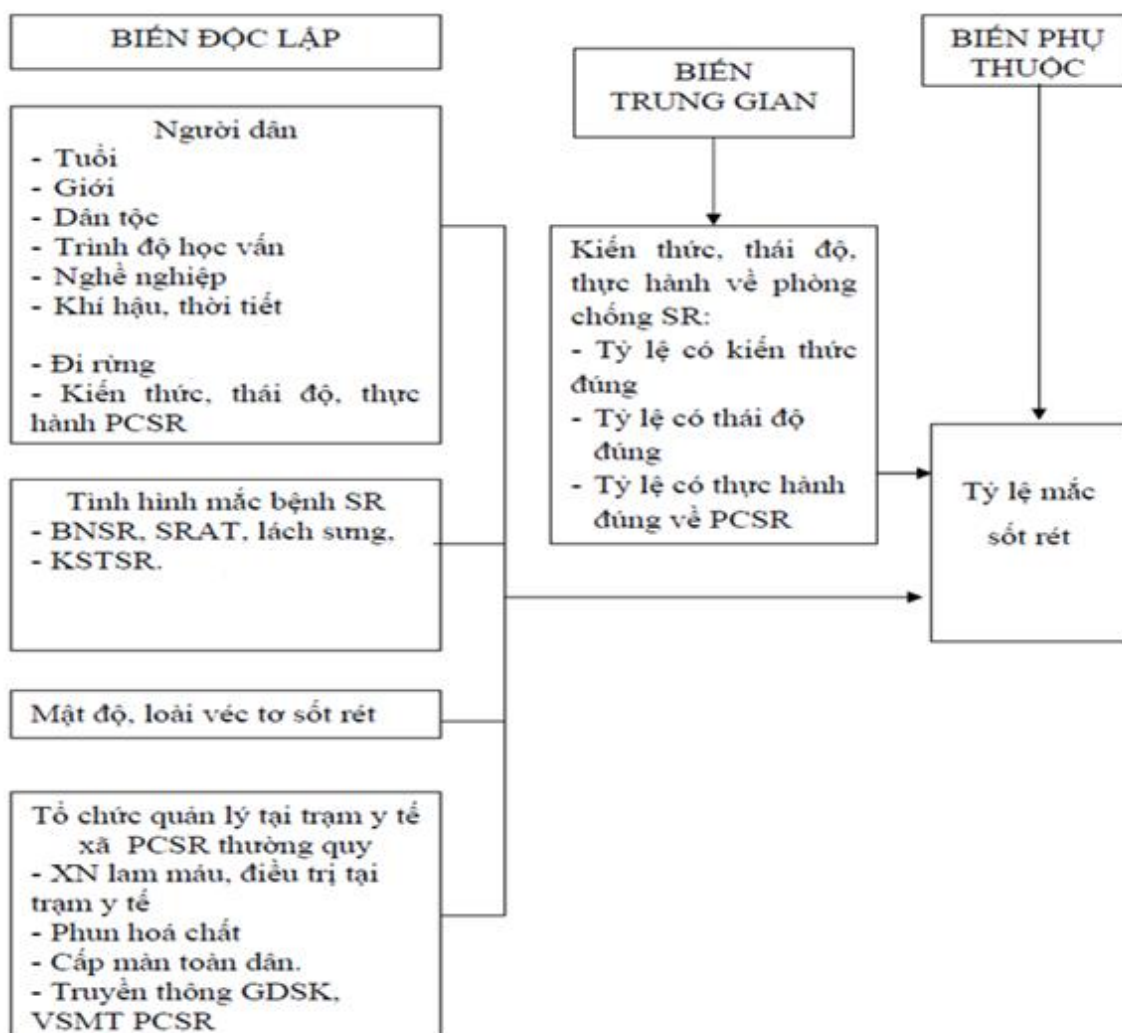 BIẾN ĐỘC LẬP
Người dân
- Tuổi
- Giới
- Dân tộc
- Trình độ học vấn
- Nghề nghiệp
- Khí hậu, thời tiết
- Đi rừng
- Kiến thức, thái độ, thực
hành PCSR
Tình hình mắc bệnh SR
- BNSR, SRAT, lách sưng,
- KSTSR.
Mật độ, loài véc tơ sốt rét
Tổ chức quản lý tại trạm y tế
xã PCSR thường quy
- XN lam máu, điều trị tại
trạm y tế
- Phun hoá chất
- Cấp màn toàn dân.
- Truyền thông GDSK,
VSMT PCSR
BIẾN
TRUNG GIAN
Kiến thức, thái độ,
thực hành về phòng
chống SR:
- Tỷ lệ có kiến thức
đúng
- Tỷ lệ có thái độ
đúng
- Tỷ lệ có thực hành
đúng về PCSR
BIẾN PHỤ
THUỘC
Tỷ lệ mắc
sốt rét